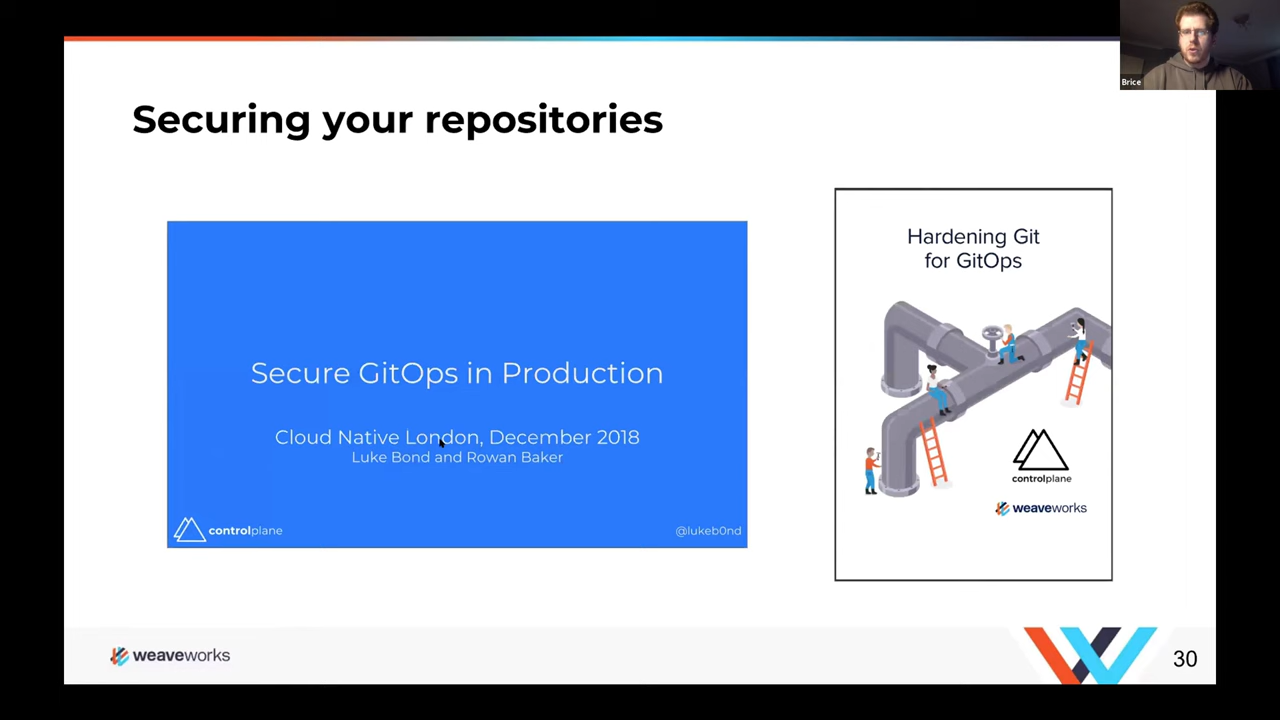 Brice
Securing your repositories
Secure GitOps in Production
Cloud Native London, December 2018
Luke Bond and Rowan Baker
controlplane
@lukeb0nd
Hardening Git
for GitOps
controlplane
weaveworks
weaveworks
30